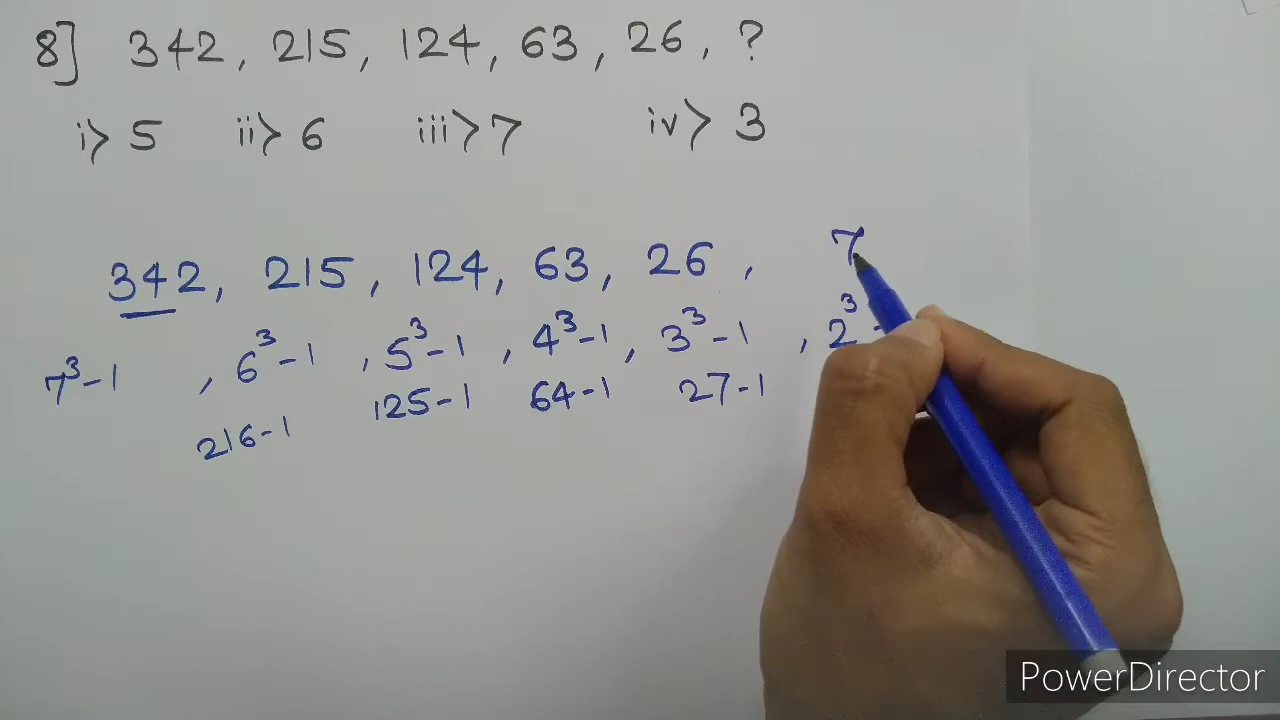 8] 342, 215, 124, 63, 26, ?
i> 5 ii> 6 iii> 7 iv> 3
342, 215, 124, 63, 26, 7
7³-1 , 6³-1 , 5³-1 , 4³-1 , 3³-1 , 2³-
216-1 125-1 64-1 27-1
PowerDirector